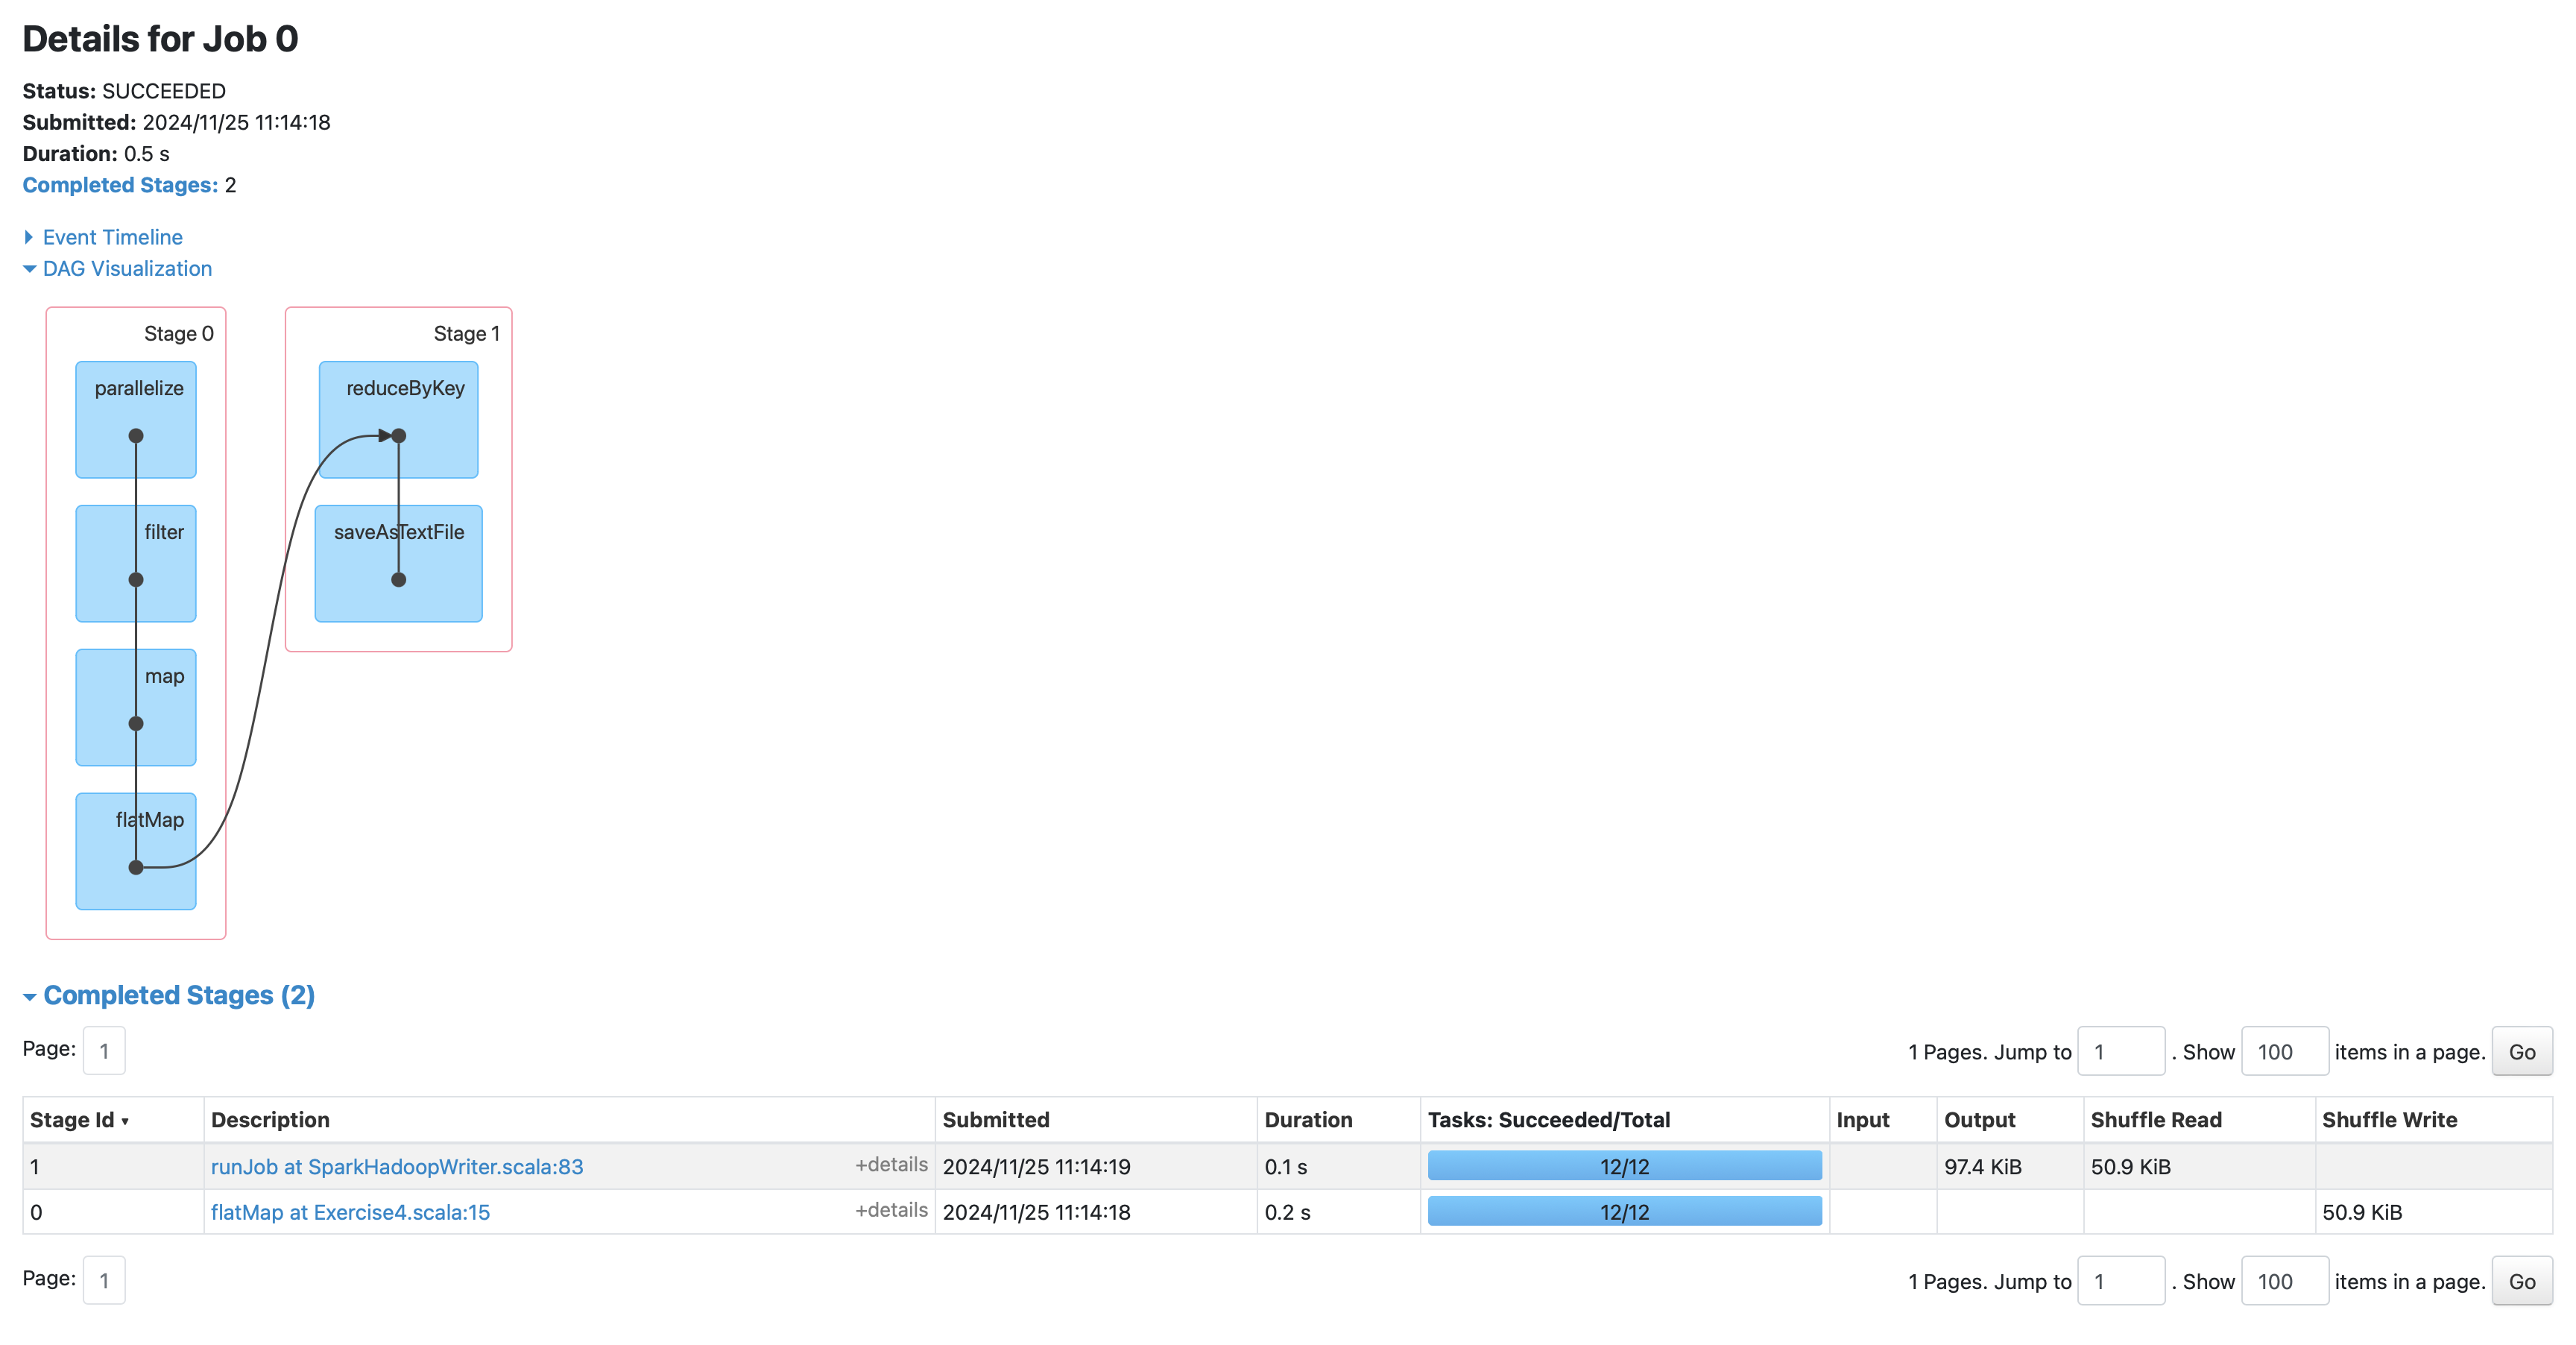 Details for Job 0
Status: SUCCEEDED
Submitted: 2024/11/25 11:14:18
Duration: 0.5 s
Completed Stages: 2
Event Timeline
DAG Visualization
Stage 0
parallelize
filter
map
flatMap
Stage 1
reduceByKey
saveAsTextFile
Completed Stages (2)
Page: 1
1 Pages. Jump to 1 . Show 100 items in a page. Go
Stage Id ▾ Description Submitted Duration Tasks: Succeeded/Total Input Output Shuffle Read Shuffle Write
1 runJob at SparkHadoopWriter.scala:83 +details 2024/11/25 11:14:19 0.1 s 12/12 97.4 KiB 50.9 KiB
0 flatMap at Exercise4.scala:15 +details 2024/11/25 11:14:18 0.2 s 12/12 50.9 KiB
Page: 1
1 Pages. Jump to 1 . Show 100 items in a page. Go